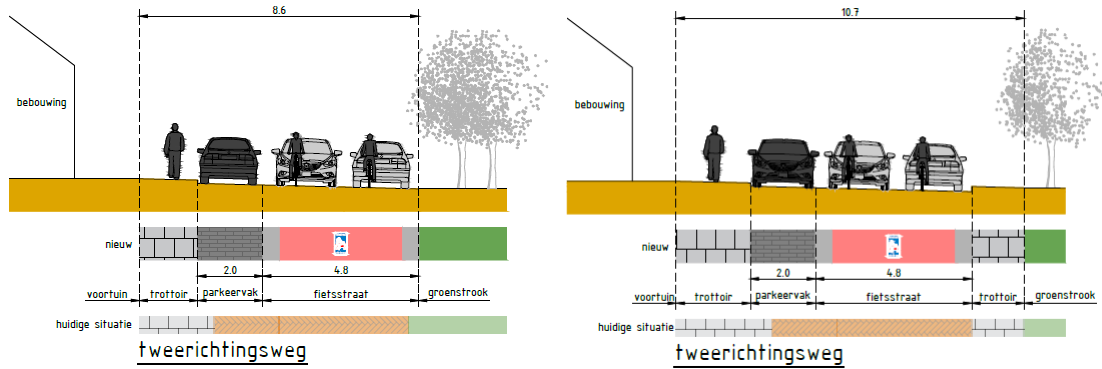 8.6
bebouwing
nieuw
2.0 4.8
voortuin trottoir parkeervak fietsstraat groenstrook
huidige situatie
tweerichtingsweg
10.7
bebouwing
nieuw
2.0 4.8
voortuin trottoir parkeervak fietsstraat trottoir groenstrook
huidige situatie
tweerichtingsweg